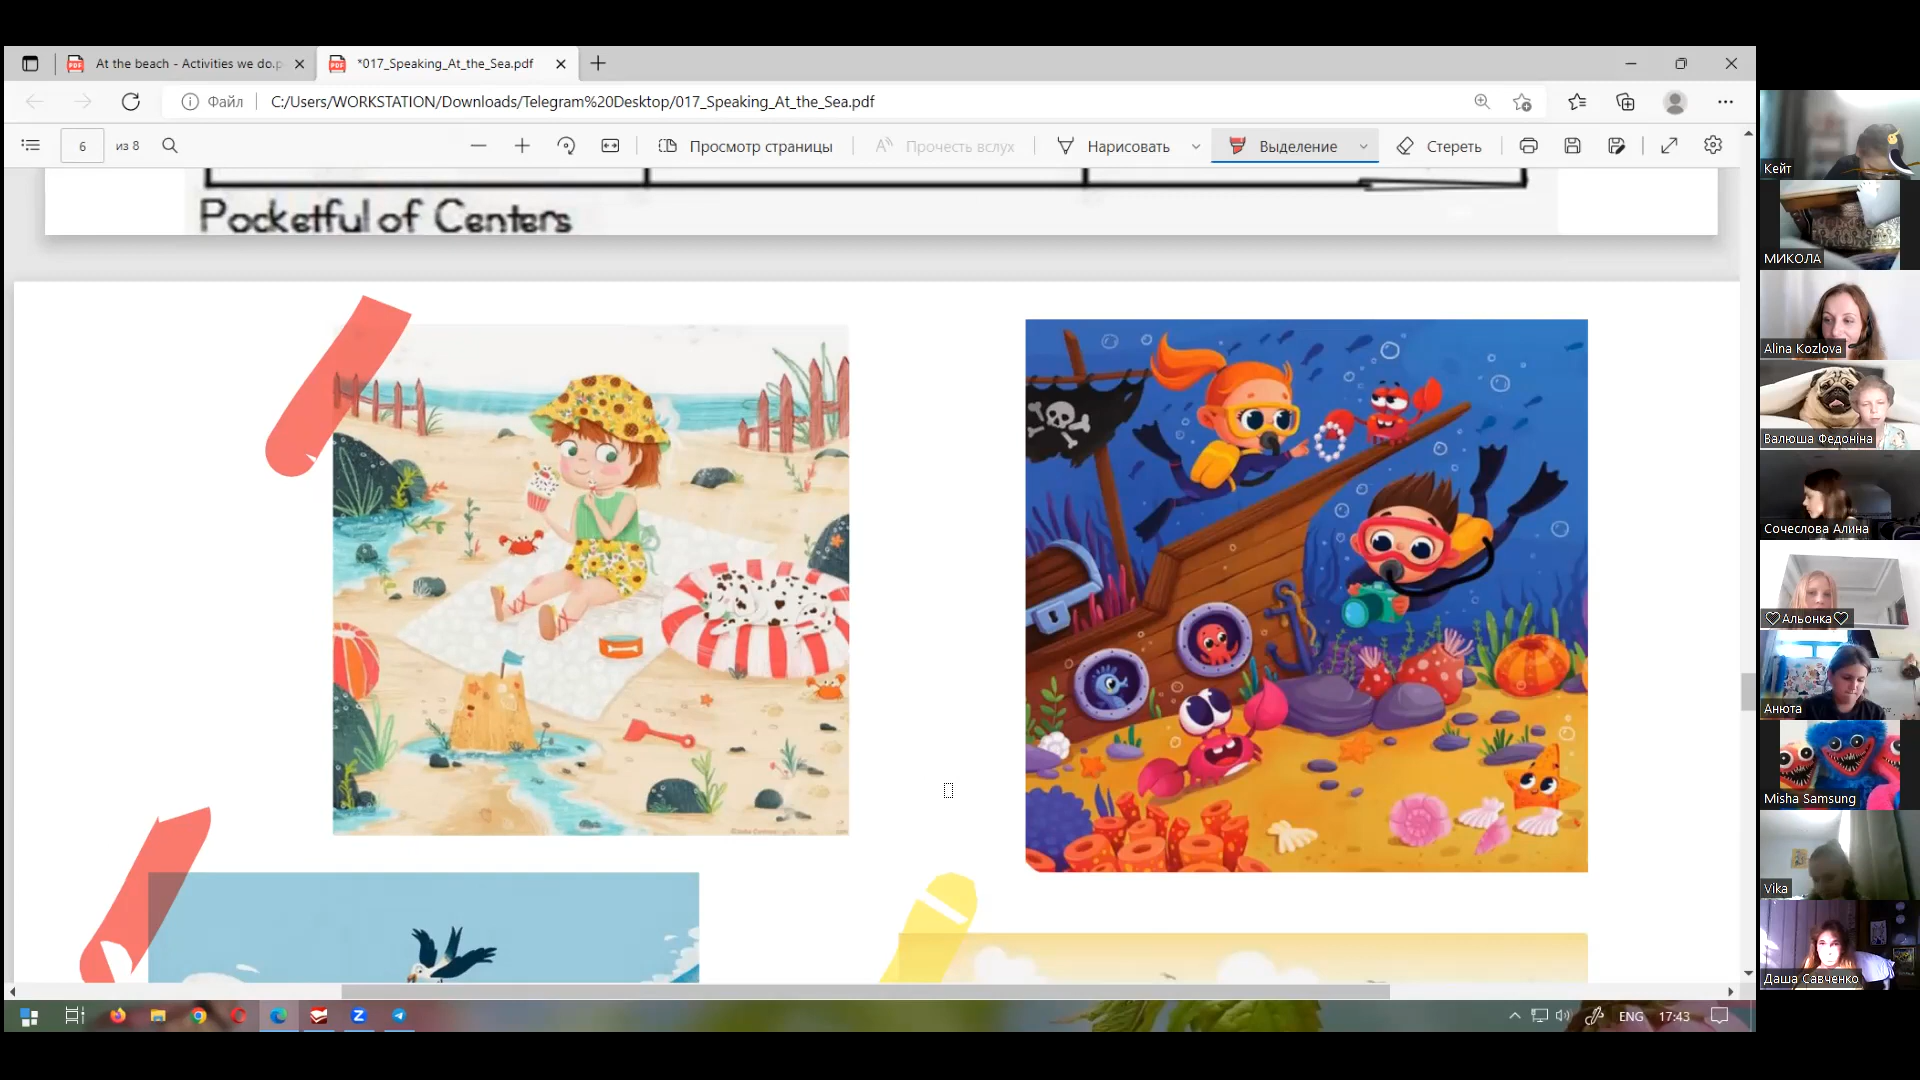 At the beach - Activities we do.p
*017_Speaking_At_the_Sea.pdf
Файл
C:/Users/WORKSTATION/Downloads/Telegram%20Desktop/017_Speaking_At_the_Sea.pdf
6
из 8
Просмотр страницы
Прочесть вслух
Нарисовать
Выделение
Стереть
Pocketful of Centers
Кейт
МИКОЛА
Alina Kozlova
Валюша Федоніна
Сочеслова Алина
♡Альонка♡
Анюта
Misha Samsung
Vika
Даша Савченко
ENG
17:43